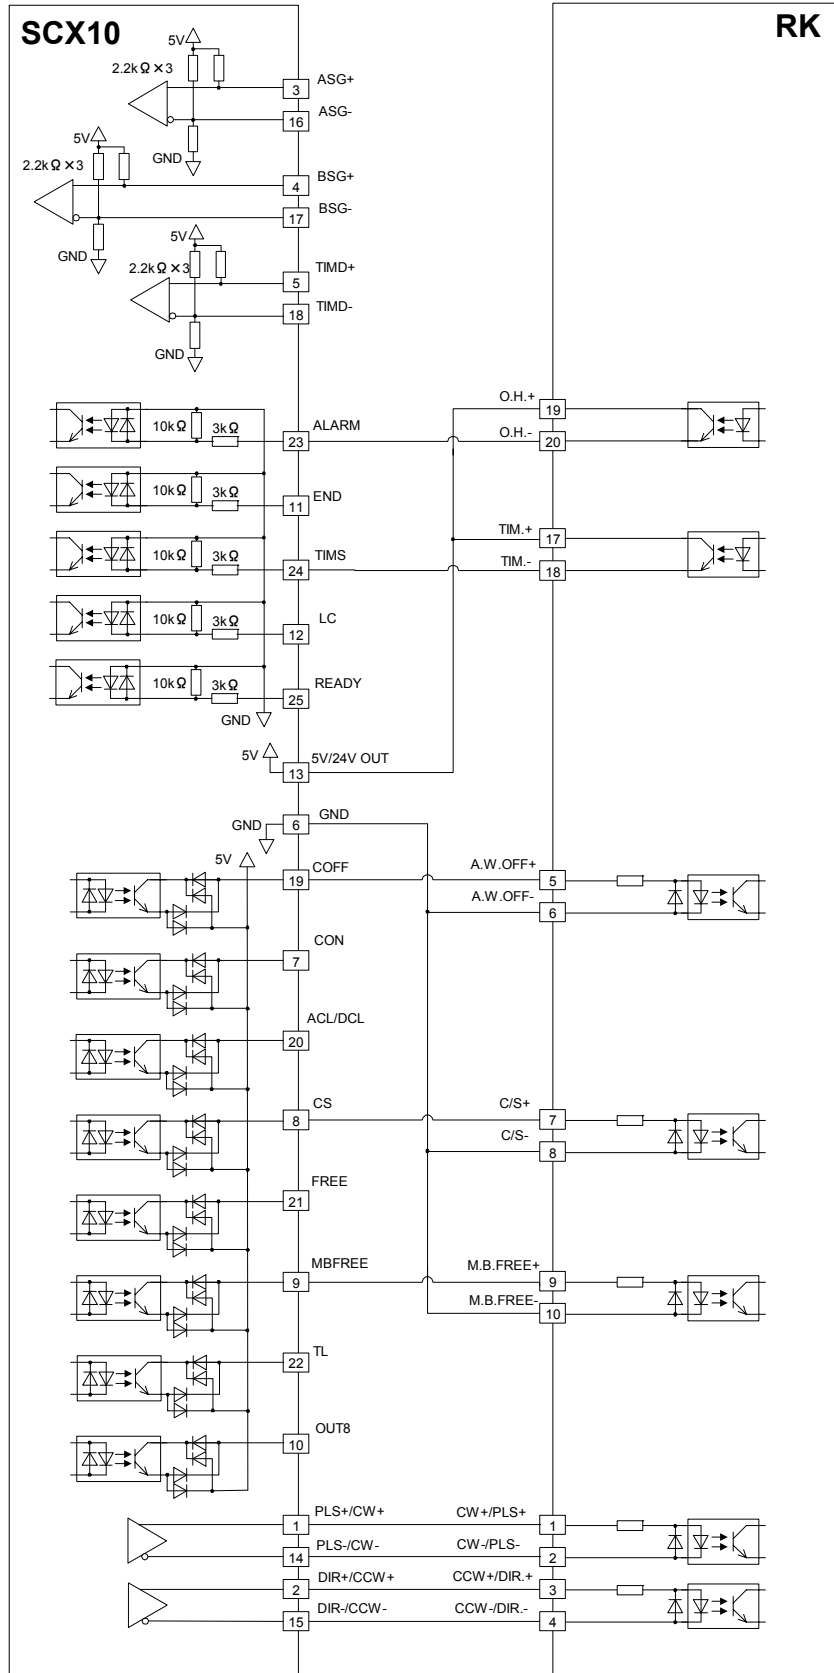 SCX10 RK
5V
2.2kΩ×3
3 ASG+
16 ASG-
GND
5V
2.2kΩ×3
4 BSG+
17 BSG-
GND
5V
2.2kΩ×3
5 TIMD+
18 TIMD-
GND
O.H.+ 19
10kΩ 3kΩ 23 ALARM O.H.- 20
10kΩ 3kΩ 11 END
TIM.+ 17
10kΩ 3kΩ 24 TIMS TIM.- 18
10kΩ 3kΩ 12 LC
10kΩ 3kΩ 25 READY
GND
5V 13 5V/24V OUT
GND 6 GND
5V
19 COFF A.W.OFF+ 5
A.W.OFF- 6
7 CON
20 ACL/DCL
8 CS C/S+ 7
C/S- 8
21 FREE
9 MBFREE M.B.FREE+ 9
M.B.FREE- 10
22 TL
10 OUT8
1 PLS+/CW+ CW+/PLS+ 1
14 PLS-/CW- CW-/PLS- 2
2 DIR+/CCW+ CCW+/DIR.+ 3
15 DIR-/CCW- CCW-/DIR.- 4